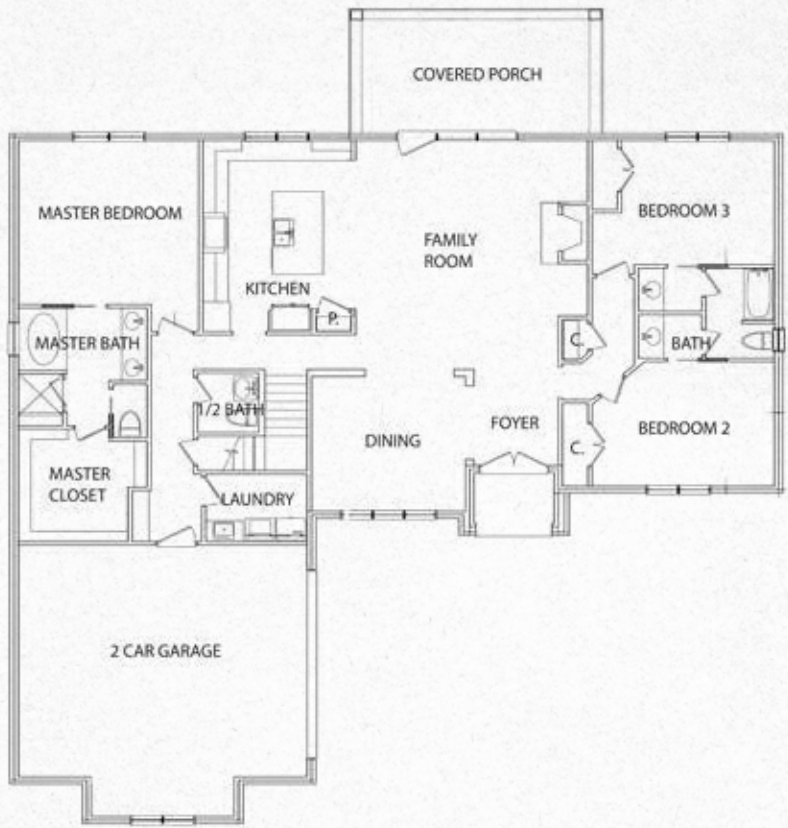 COVERED PORCH
MASTER BEDROOM
BEDROOM 3
FAMILY
ROOM
KITCHEN
P.
MASTER BATH
C.
BATH
1/2 BATH
BEDROOM 2
FOYER
DINING
C.
MASTER
CLOSET
LAUNDRY
2 CAR GARAGE